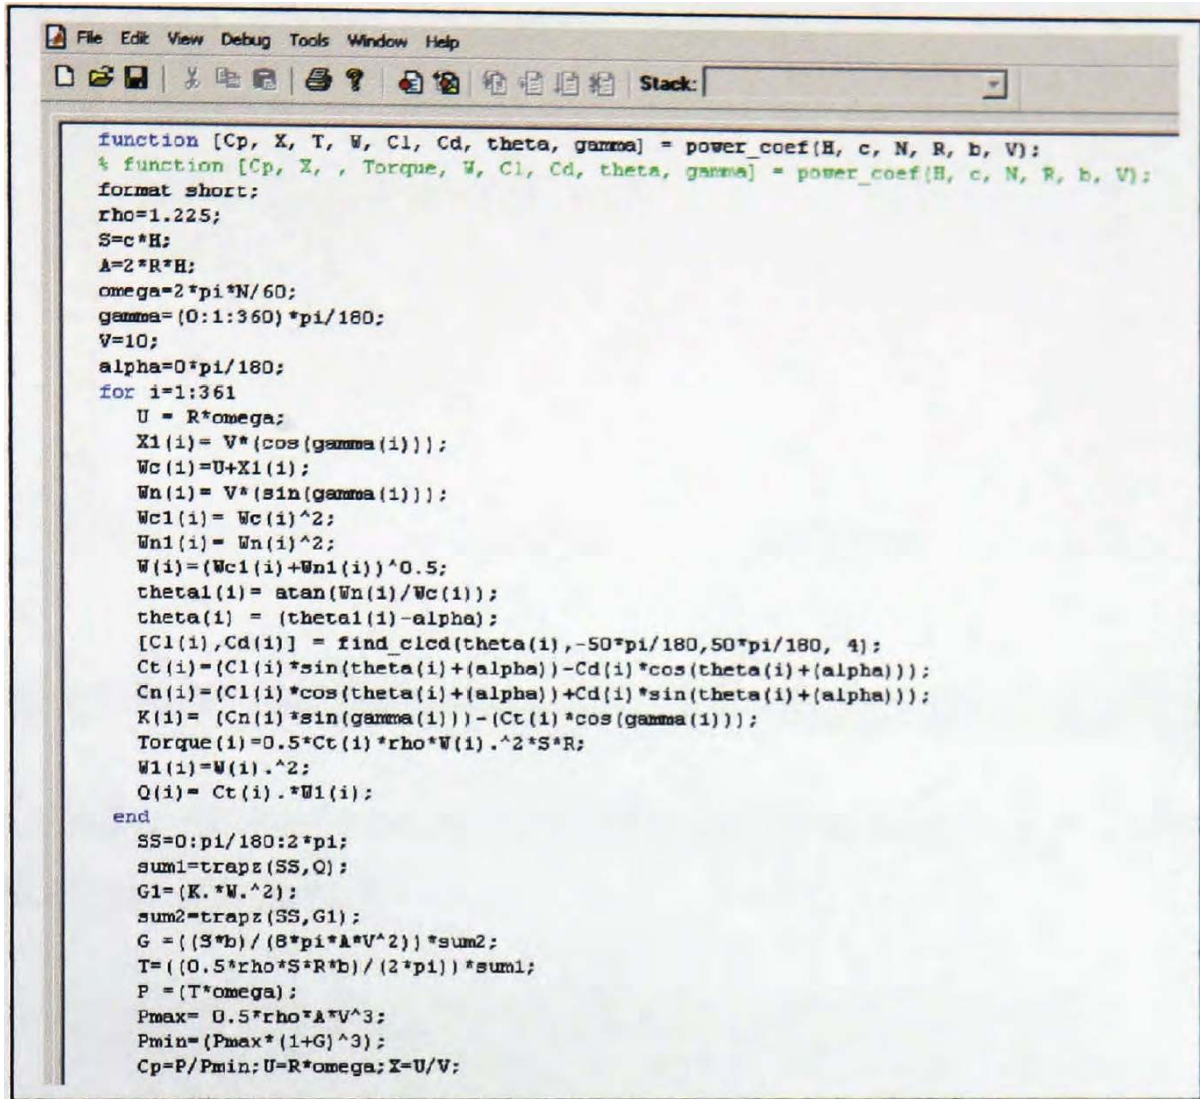 File Edit View Debug Tools Window Help
Stack:
function [Cp, X, T, W, Cl, Cd, theta, gamma] = power_coef(H, c, N, R, b, V);
% function [Cp, X, , Torque, W, Cl, Cd, theta, gamma] = power_coef(H, c, N, R, b, V);
format short;
rho=1.225;
S=c*H;
A=2*R*H;
omega=2*pi*N/60;
gamma=(0:1:360)*pi/180;
V=10;
alpha=0*pi/180;
for i=1:361
U = R*omega;
X1(i)= V*(cos(gamma(i)));
Wc(i)=U+X1(i);
Wn(i)= V*(sin(gamma(i)));
Wc1(i)= Wc(i)^2;
Wn1(i)= Wn(i)^2;
W(i)=(Wc1(i)+Wn1(i))^0.5;
theta1(i)= atan(Wn(i)/Wc(i));
theta(i) = (theta1(i)-alpha);
[Cl(i),Cd(i)] = find_clcd(theta(i),-50*pi/180,50*pi/180, 4);
Ct(i)=(Cl(i)*sin(theta(i)+(alpha))-Cd(i)*cos(theta(i)+(alpha)));
Cn(i)=(Cl(i)*cos(theta(i)+(alpha))+Cd(i)*sin(theta(i)+(alpha)));
K(i)= (Cn(i)*sin(gamma(i)))-(Ct(i)*cos(gamma(i)));
Torque(i)=0.5*Ct(i)*rho*W(i).^2*S*R;
W1(i)=W(i).^2;
Q(i)= Ct(i).*W1(i);
end
SS=0:pi/180:2*pi;
sum1=trapz(SS,Q);
G1=(K.*W.^2);
sum2=trapz(SS,G1);
G =((S*b)/(8*pi*A*V^2))*sum2;
T=((0.5*rho*S*R*b)/(2*pi))*sum1;
P =(T*omega);
Pmax= 0.5*rho*A*V^3;
Pmin=(Pmax*(1+G)^3);
Cp=P/Pmin;U=R*omega;X=U/V;